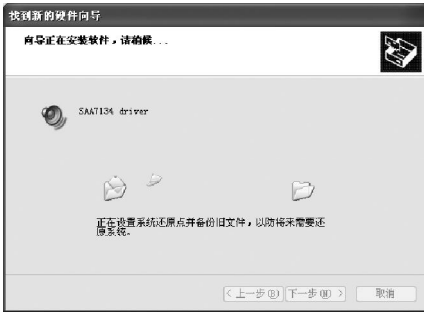 找到新的硬件向导
向导正在安装软件，请稍候...
SAA7134 driver
正在设置系统还原点并备份旧文件，以防将来需要还
原系统。
< 上一步(B) 下一步(N) > 取消